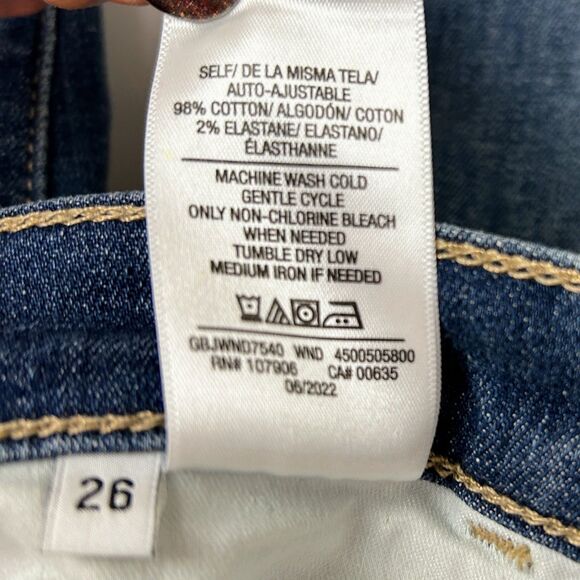 SELF/ DE LA MISMA TELA/
AUTO-AJUSTABLE
98% COTTON/ ALGODÓN/ COTON
2% ELASTANE/ ELASTANO/
ÉLASTHANNE
MACHINE WASH COLD
GENTLE CYCLE
ONLY NON-CHLORINE BLEACH
WHEN NEEDED
TUMBLE DRY LOW
MEDIUM IRON IF NEEDED
GBJWND7540 WND 4500505800
RN# 107906 CA# 00635
06/2022
26